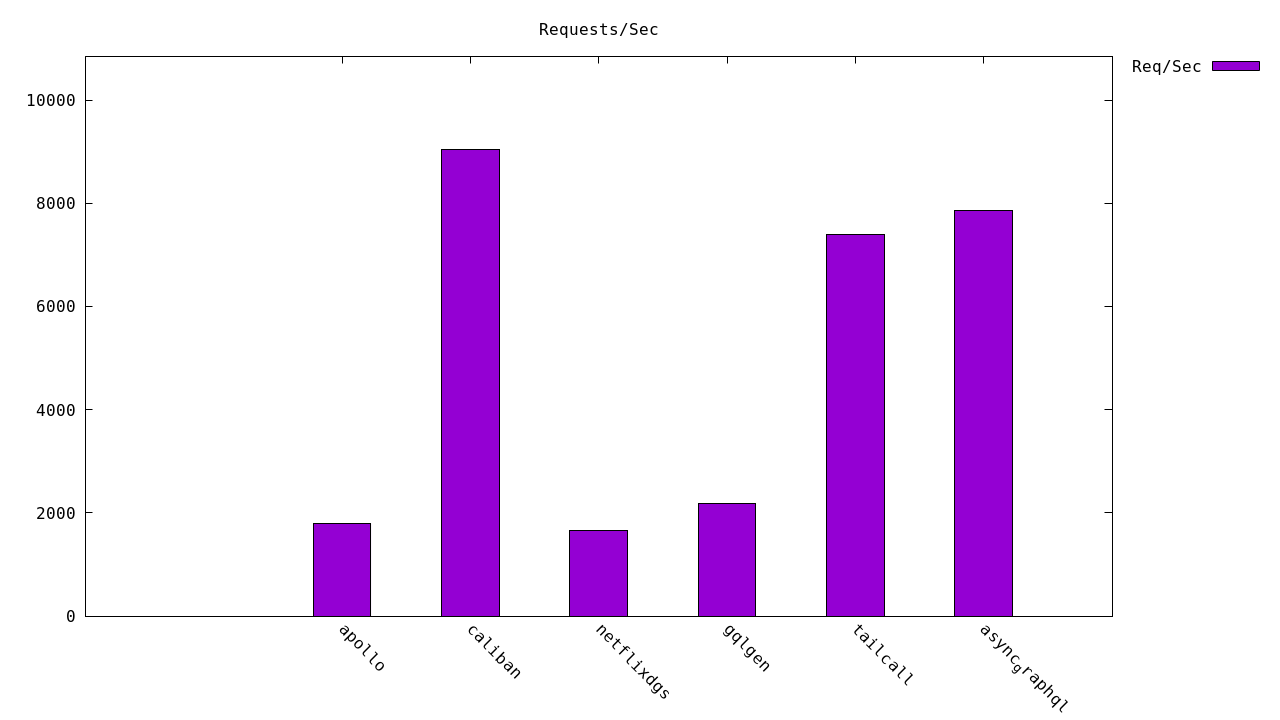 Requests/Sec
Req/Sec
10000
8000
6000
4000
2000
0
apollo
caliban
netflixdgs
gqlgen
tailcall
async_graphql